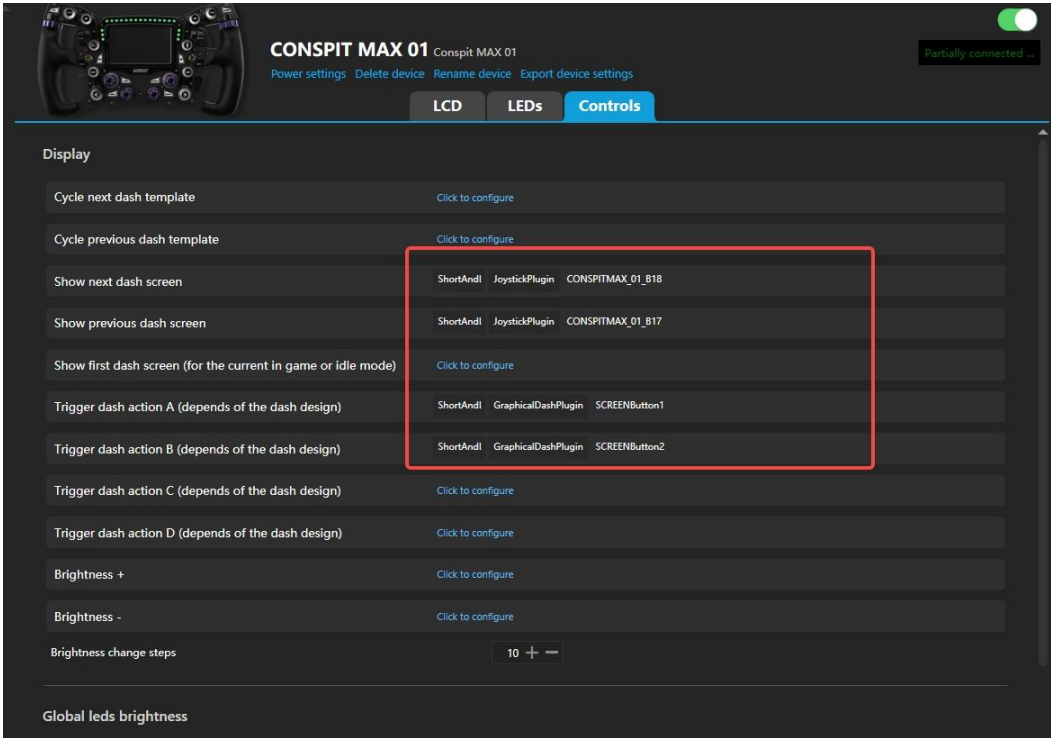 CONSPIT MAX 01 Conspit MAX 01
Partially connected ...
Power settings Delete device Rename device Export device settings
LCD LEDs Controls
Display
Cycle next dash template Click to configure
Cycle previous dash template Click to configure
Show next dash screen ShortAndl JoystickPlugin CONSPITMAX_01_B18
Show previous dash screen ShortAndl JoystickPlugin CONSPITMAX_01_B17
Show first dash screen (for the current in game or idle mode) Click to configure
Trigger dash action A (depends of the dash design) ShortAndl GraphicalDashPlugin SCREENButton1
Trigger dash action B (depends of the dash design) ShortAndl GraphicalDashPlugin SCREENButton2
Trigger dash action C (depends of the dash design) Click to configure
Trigger dash action D (depends of the dash design) Click to configure
Brightness + Click to configure
Brightness - Click to configure
Brightness change steps 10 + −
Global leds brightness